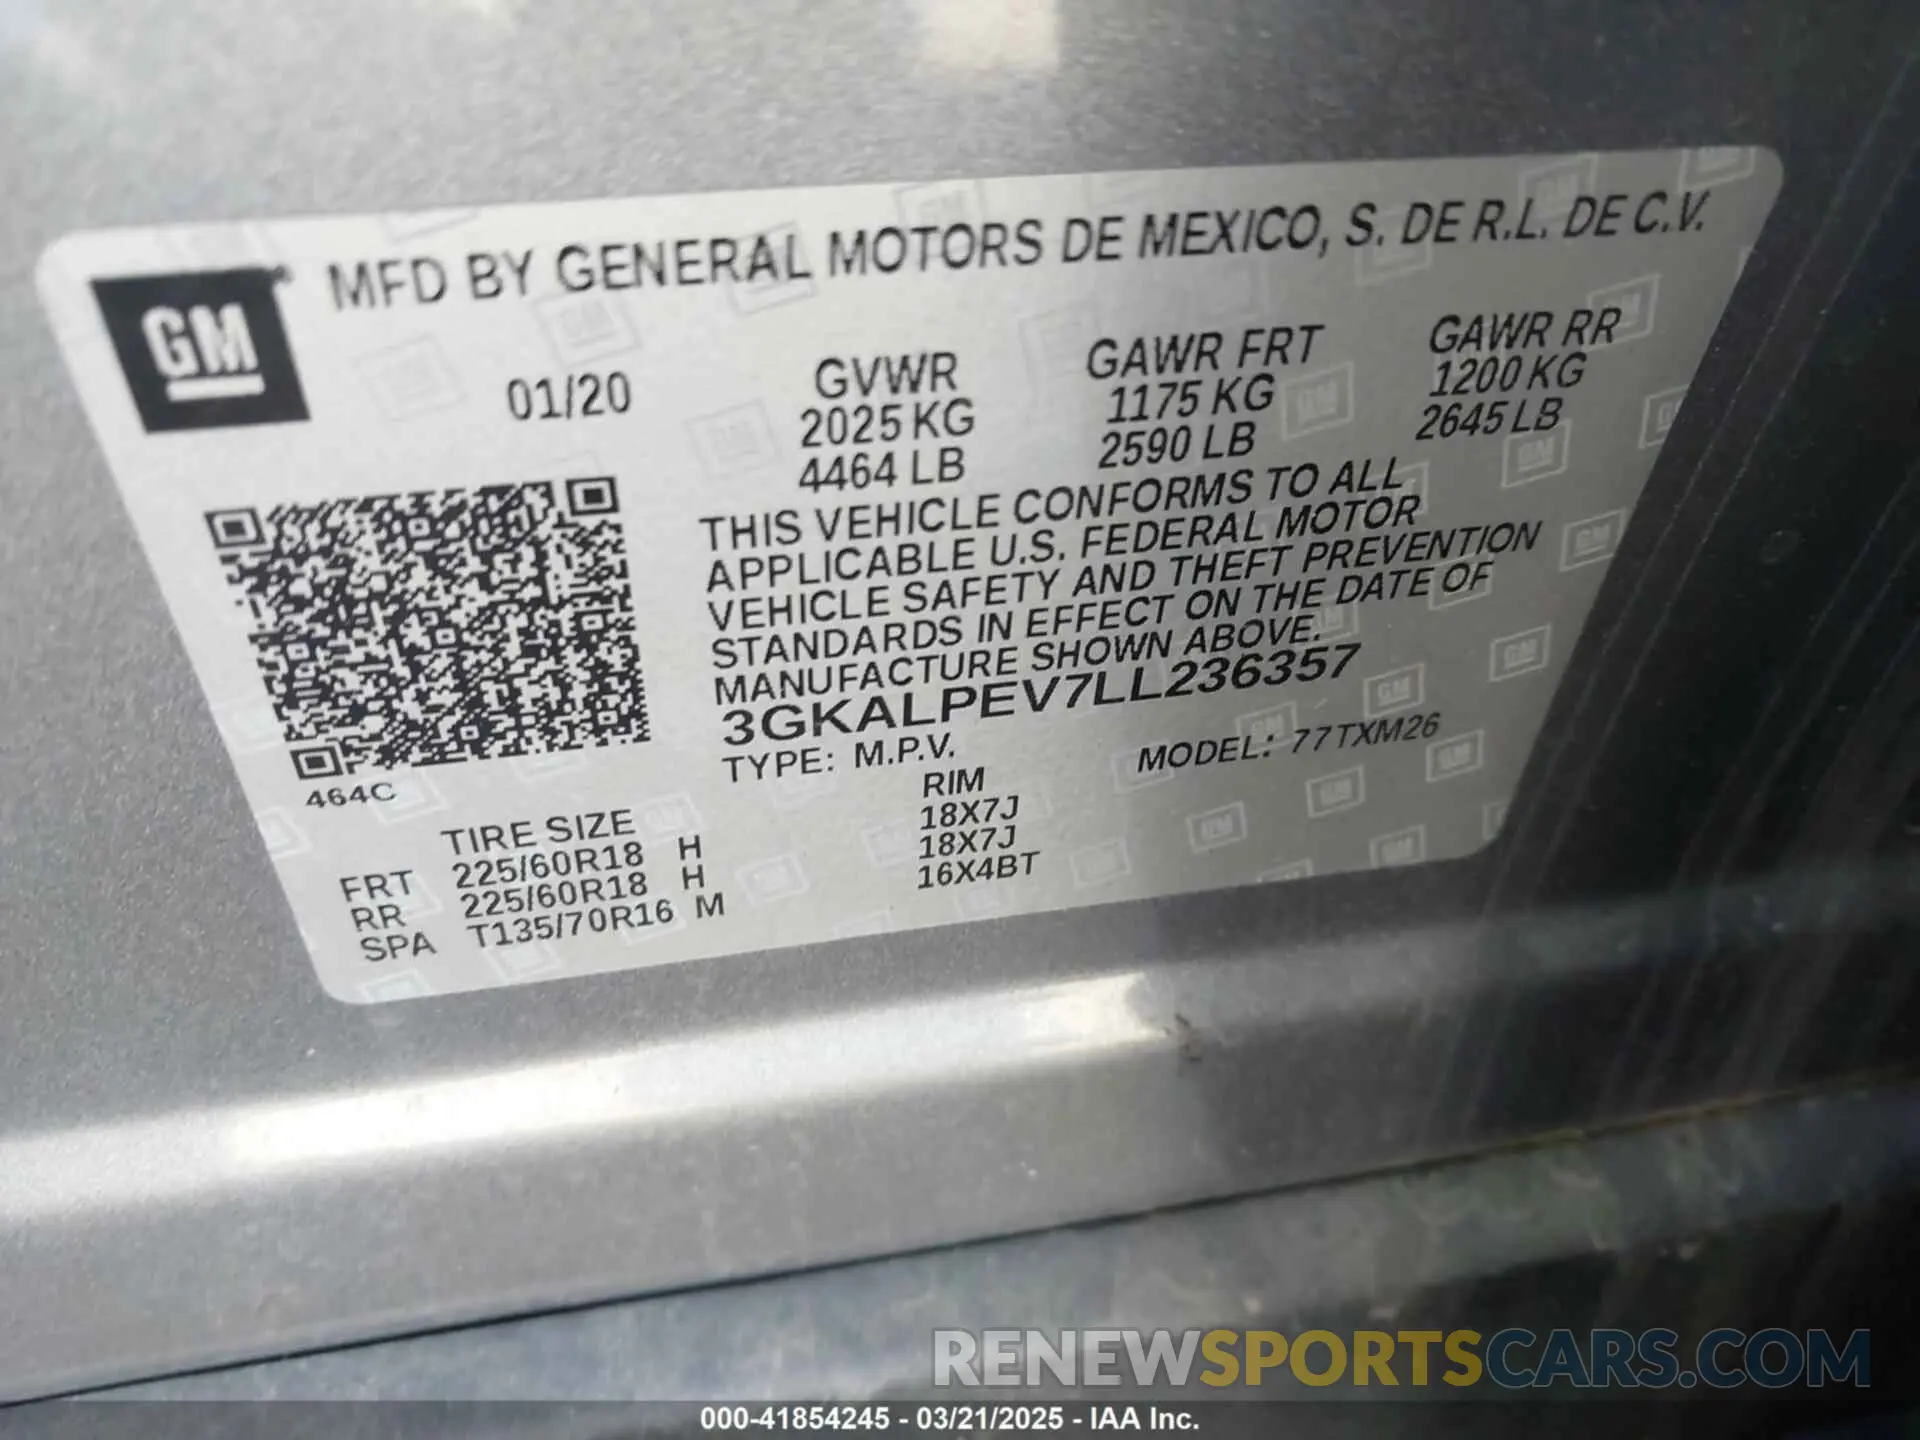 GM
MFD BY GENERAL MOTORS DE MEXICO, S. DE R.L. DE C.V.
01/20
GVWR
2025 KG
4464 LB
GAWR FRT
1175 KG
2590 LB
GAWR RR
1200 KG
2645 LB
THIS VEHICLE CONFORMS TO ALL
APPLICABLE U.S. FEDERAL MOTOR
VEHICLE SAFETY AND THEFT PREVENTION
STANDARDS IN EFFECT ON THE DATE OF
MANUFACTURE SHOWN ABOVE.
3GKALPEV7LL236357
TYPE: M.P.V. MODEL: 77TXM26
464C
TIRE SIZE RIM
FRT 225/60R18 H 18X7J
RR 225/60R18 H 18X7J
SPA T135/70R16 M 16X4BT
RENEWSPORTSCARS.COM
000-41854245 - 03/21/2025 - IAA Inc.